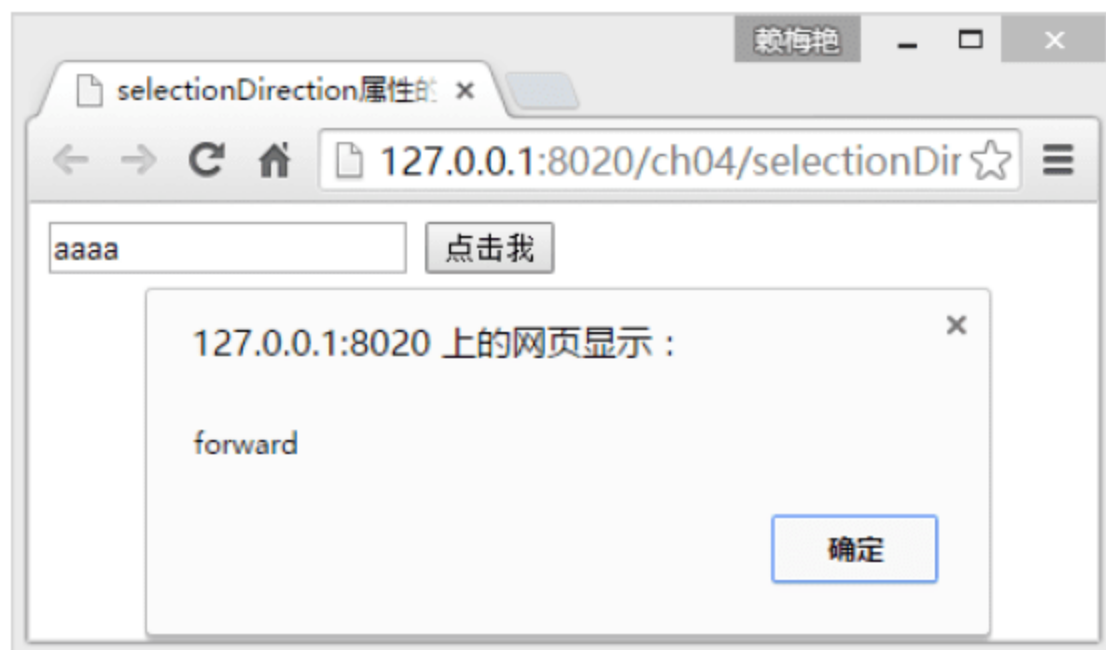 赖梅艳
selectionDirection属性的
127.0.0.1:8020/ch04/selectionDir
aaaa 点击我
127.0.0.1:8020 上的网页显示：
forward
确定